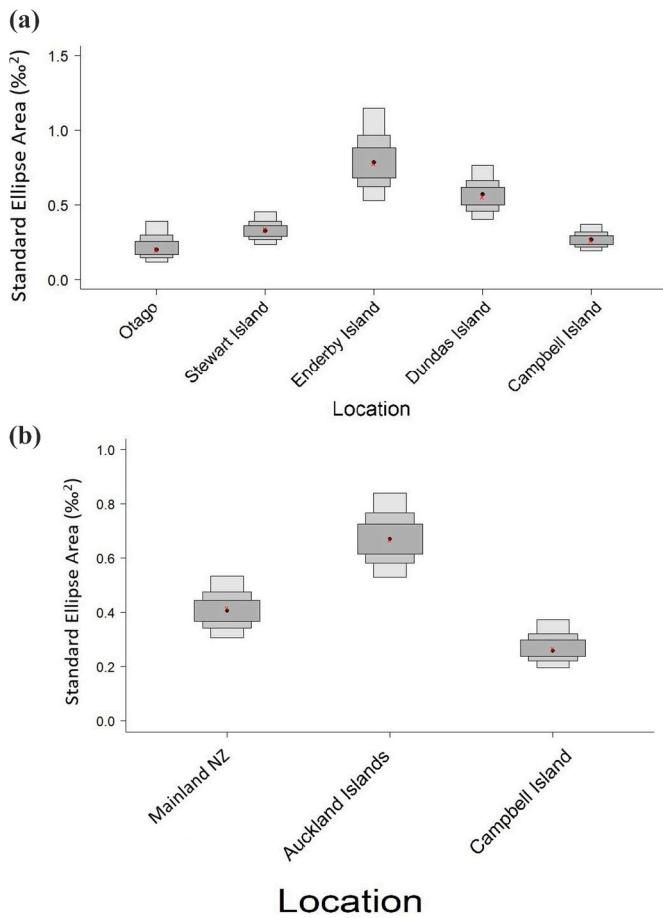 (a)
Standard Ellipse Area (‰²)
1.5
1.0
0.5
0.0
Otago
Stewart Island
Enderby Island
Dundas Island
Campbell Island
Location
(b)
Standard Ellipse Area (‰²)
1.0
0.8
0.6
0.4
0.2
0.0
Mainland NZ
Auckland Islands
Campbell Island
Location